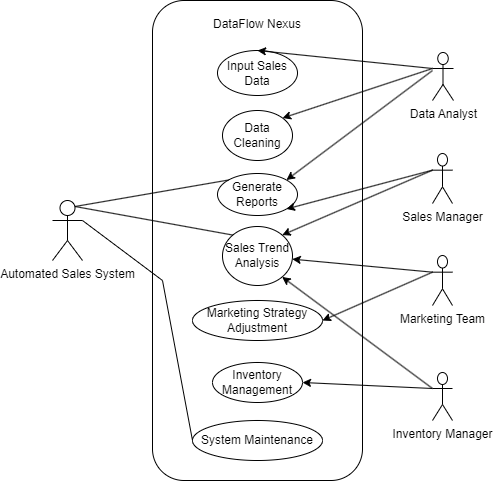 DataFlow Nexus
Input Sales
Data
Data Analyst
Data
Cleaning
Generate
Reports
Sales Manager
Sales Trend
Analysis
Automated Sales System
Marketing Strategy
Adjustment
Marketing Team
Inventory
Management
Inventory Manager
System Maintenance